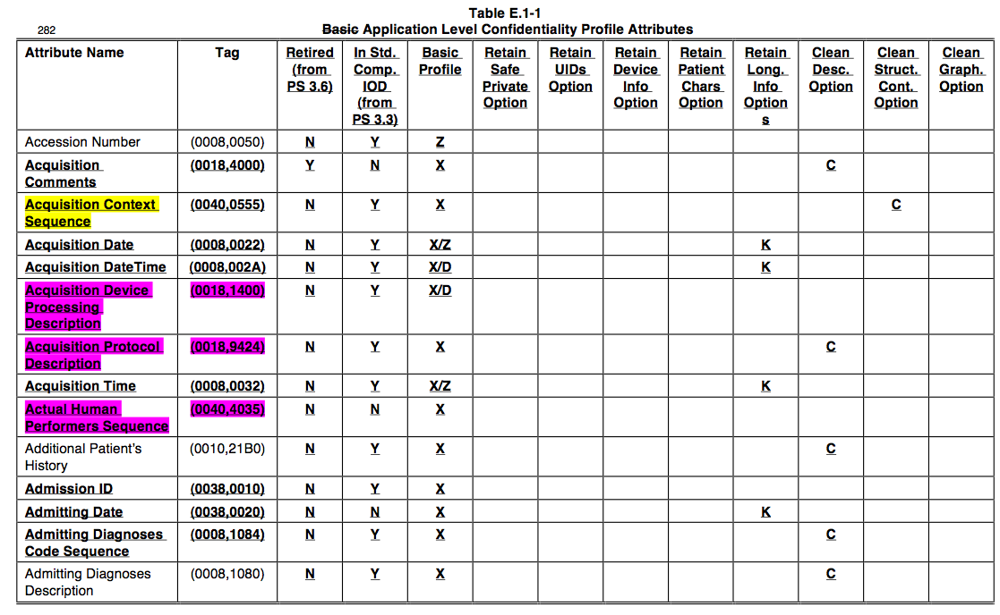 Table E.1-1
282
Basic Application Level Confidentiality Profile Attributes
Attribute Name Tag Retired (from PS 3.6) In Std. Comp. IOD (from PS 3.3) Basic Profile Retain Safe Private Option Retain UIDs Option Retain Device Info Option Retain Patient Chars Option Retain Long. Info Options Clean Desc. Option Clean Struct. Cont. Option Clean Graph. Option
Accession Number (0008,0050) N Y Z
Acquisition Comments (0018,4000) Y N X C
Acquisition Context Sequence (0040,0555) N Y X C
Acquisition Date (0008,0022) N Y X/Z K
Acquisition DateTime (0008,002A) N Y X/D K
Acquisition Device Processing Description (0018,1400) N Y X/D
Acquisition Protocol Description (0018,9424) N Y X C
Acquisition Time (0008,0032) N Y X/Z K
Actual Human Performers Sequence (0040,4035) N N X
Additional Patient's History (0010,21B0) N Y X C
Admission ID (0038,0010) N Y X
Admitting Date (0038,0020) N N X K
Admitting Diagnoses Code Sequence (0008,1084) N Y X C
Admitting Diagnoses Description (0008,1080) N Y X C